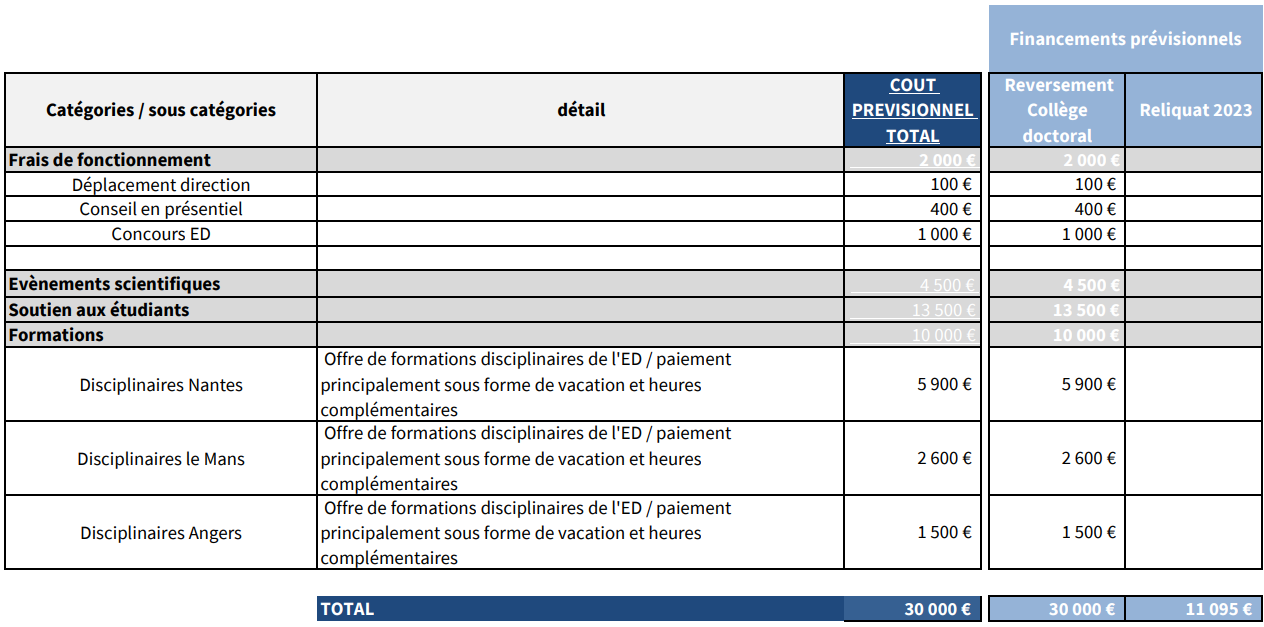 Financements prévisionnels
Catégories / sous catégories détail COUT PREVISIONNEL TOTAL Reversement Collège doctoral Reliquat 2023
Frais de fonctionnement 2 000 € 2 000 €
Déplacement direction 100 € 100 €
Conseil en présentiel 400 € 400 €
Concours ED 1 000 € 1 000 €
Evènements scientifiques 4 500 € 4 500 €
Soutien aux étudiants 13 500 € 13 500 €
Formations 10 000 € 10 000 €
Offre de formations disciplinaires de l'ED / paiement
Disciplinaires Nantes principalement sous forme de vacation et heures 5 900 € 5 900 €
complémentaires
Offre de formations disciplinaires de l'ED / paiement
Disciplinaires le Mans principalement sous forme de vacation et heures 2 600 € 2 600 €
complémentaires
Offre de formations disciplinaires de l'ED / paiement
Disciplinaires Angers principalement sous forme de vacation et heures 1 500 € 1 500 €
complémentaires
TOTAL 30 000 € 30 000 € 11 095 €